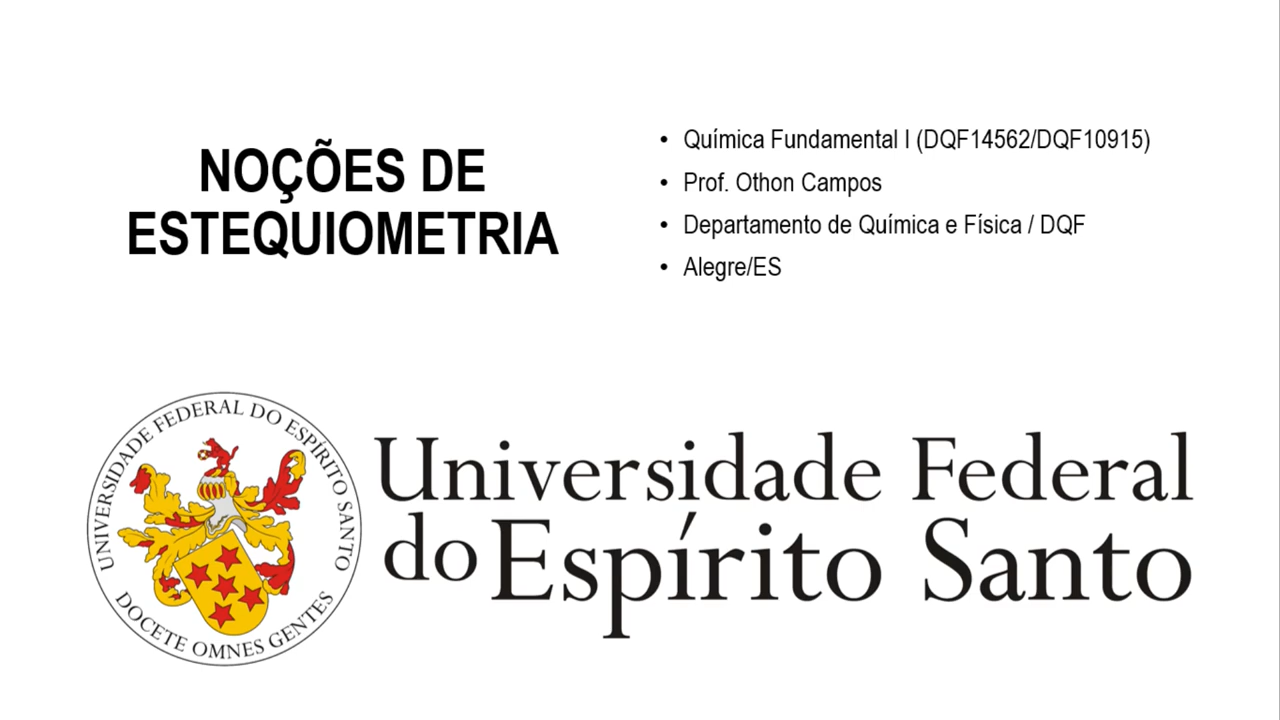 NOÇÕES DE
ESTEQUIOMETRIA
• Química Fundamental I (DQF14562/DQF10915)
• Prof. Othon Campos
• Departamento de Química e Física / DQF
• Alegre/ES
UNIVERSIDADE FEDERAL DO ESPÍRITO SANTO
DOCETE OMNES GENTES
Universidade Federal
do Espírito Santo